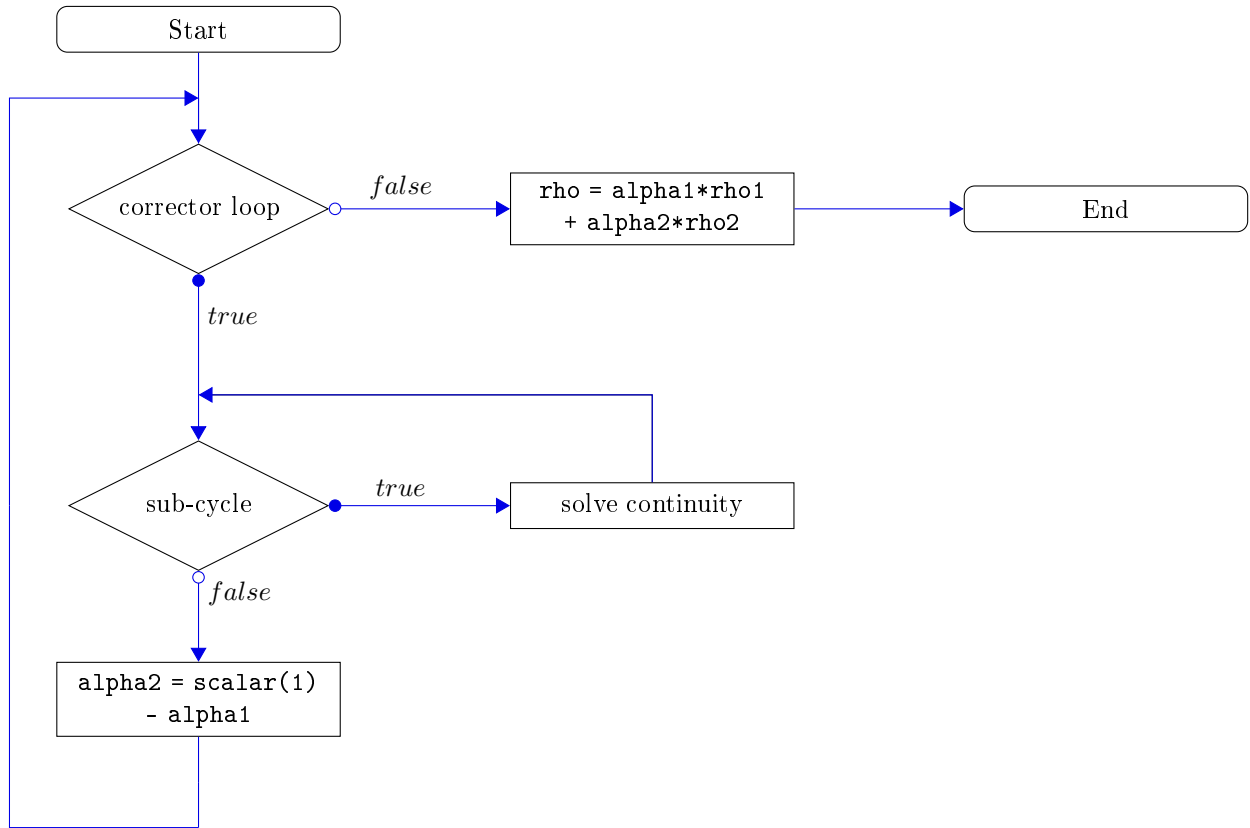 Start
corrector loop
false
rho = alpha1*rho1
+ alpha2*rho2
End
true
sub-cycle
true
solve continuity
false
alpha2 = scalar(1)
- alpha1